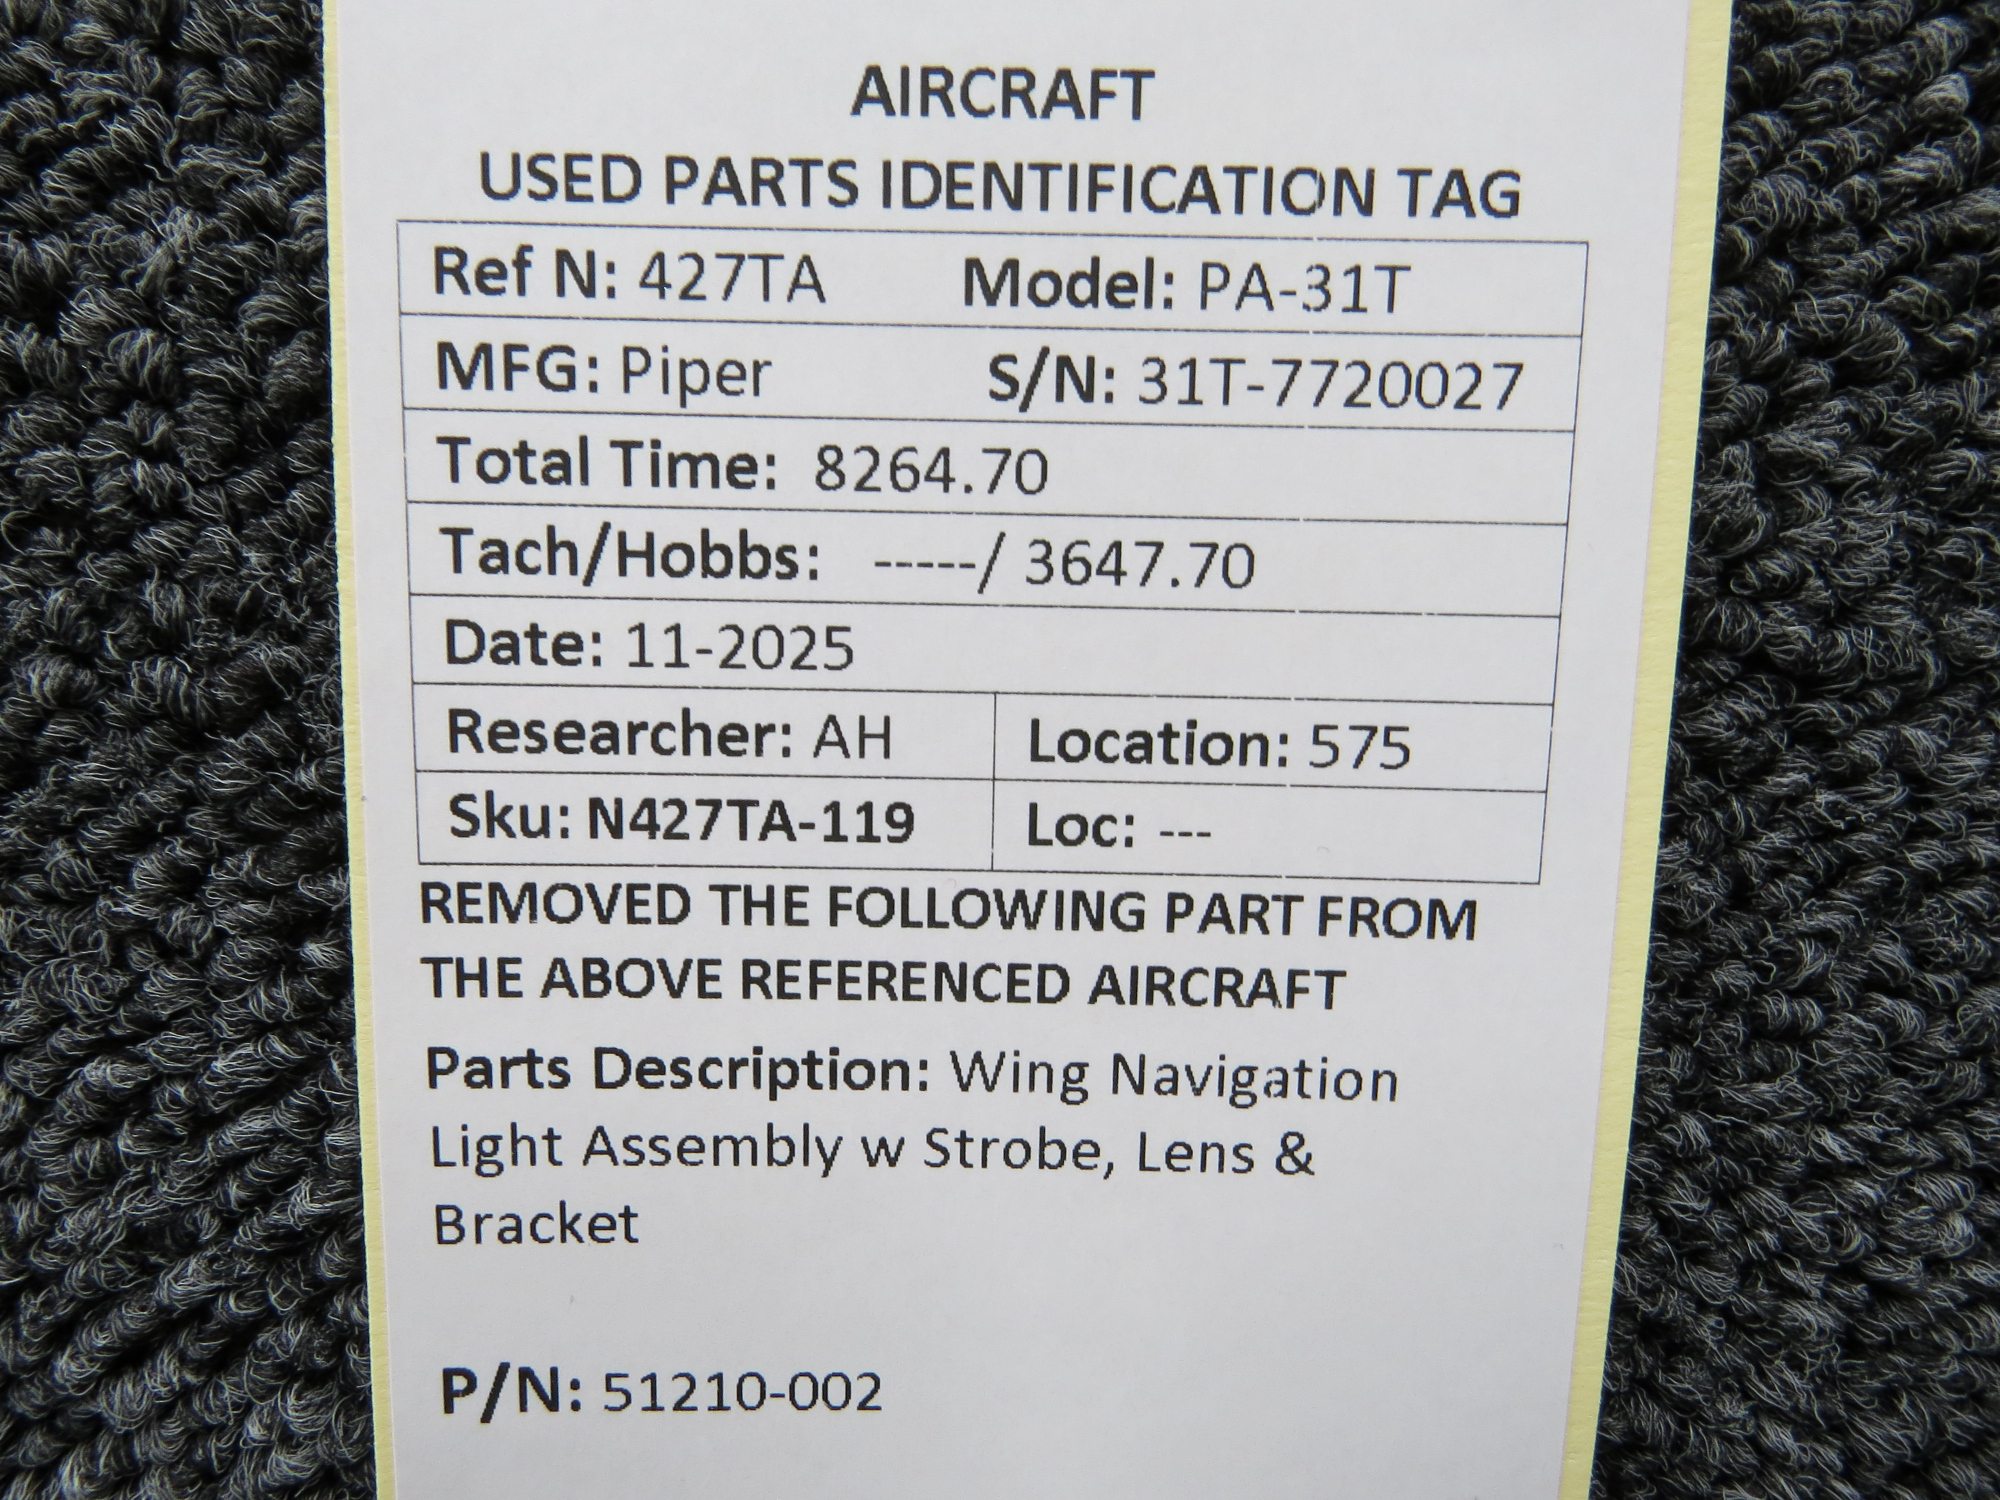 AIRCRAFT
USED PARTS IDENTIFICATION TAG
Ref N: 427TA Model: PA-31T
MFG: Piper S/N: 31T-7720027
Total Time: 8264.70
Tach/Hobbs: -----/ 3647.70
Date: 11-2025
Researcher: AH Location: 575
Sku: N427TA-119 Loc: ---
REMOVED THE FOLLOWING PART FROM
THE ABOVE REFERENCED AIRCRAFT
Parts Description: Wing Navigation
Light Assembly w Strobe, Lens &
Bracket
P/N: 51210-002